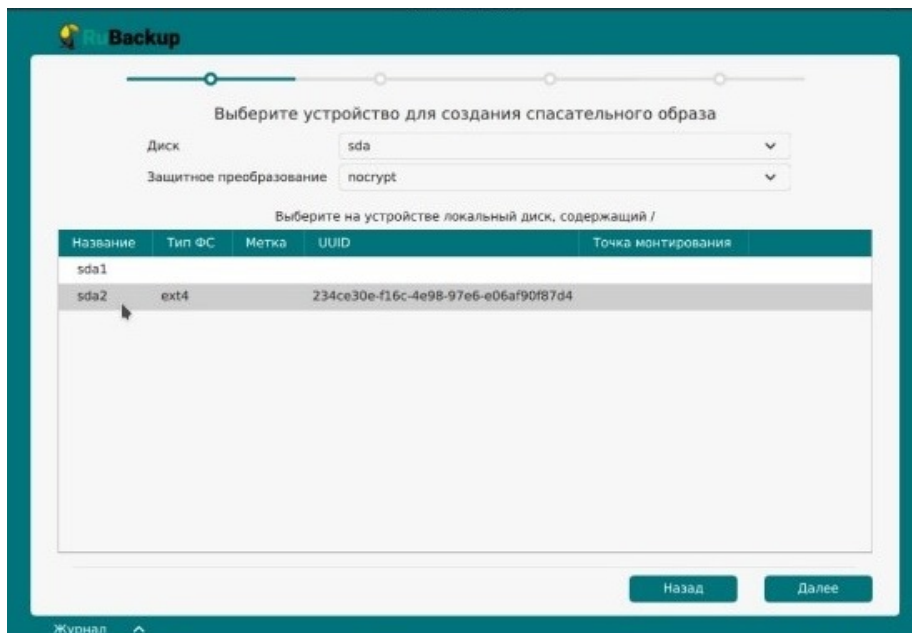 RuBackup
Выберите устройство для создания спасательного образа
Диск sda
Защитное преобразование nocrypt
Выберите на устройстве локальный диск, содержащий /
Название Тип ФС Метка UUID Точка монтирования
sda1
sda2 ext4 234ce30e-f16c-4e98-97e6-e06af90f87d4
Назад Далее
Журнал